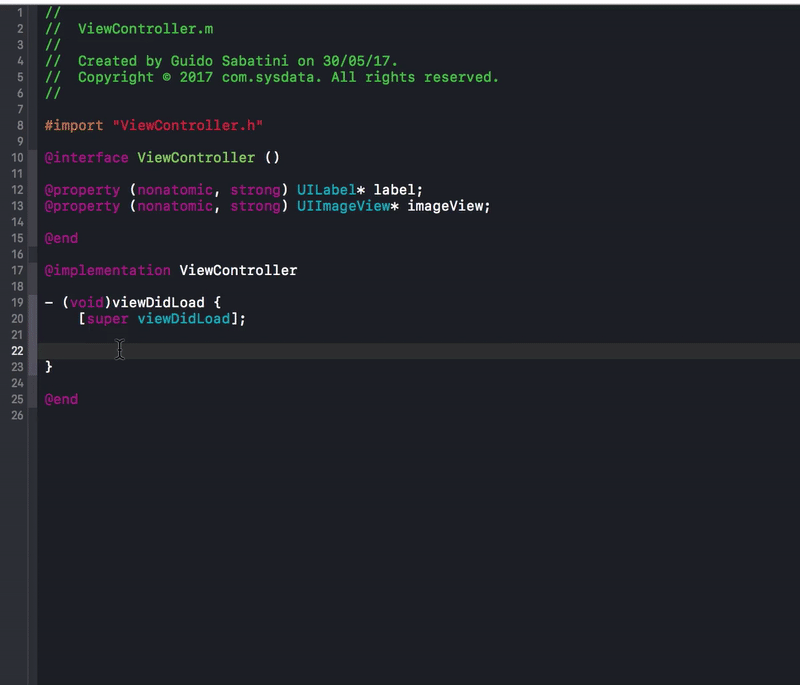 1 //
2 //  ViewController.m
3 //
4 //  Created by Guido Sabatini on 30/05/17.
5 //  Copyright © 2017 com.sysdata. All rights reserved.
6 //
7
8 #import "ViewController.h"
9
10 @interface ViewController ()
11
12 @property (nonatomic, strong) UILabel* label;
13 @property (nonatomic, strong) UIImageView* imageView;
14
15 @end
16
17 @implementation ViewController
18
19 - (void)viewDidLoad {
20     [super viewDidLoad];
21
22
23 }
24
25 @end
26